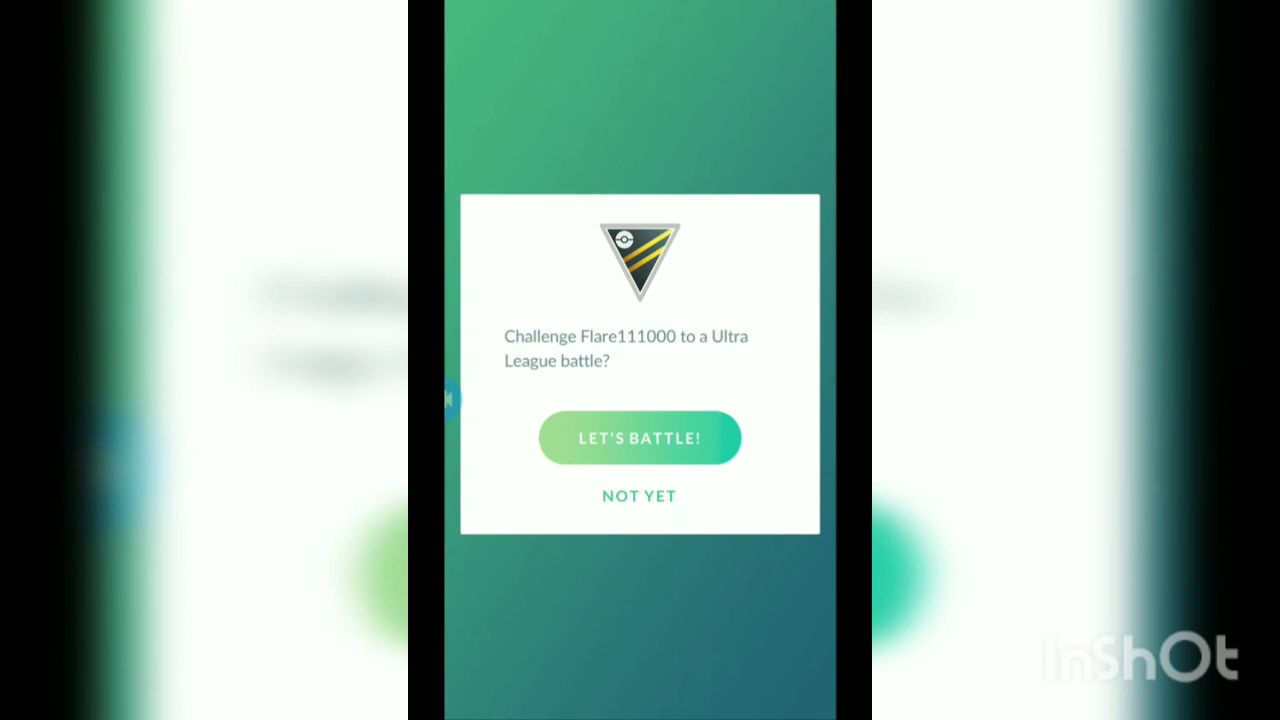 Challenge Flare111000 to a Ultra
League battle?
LET'S BATTLE!
NOT YET
InShOt